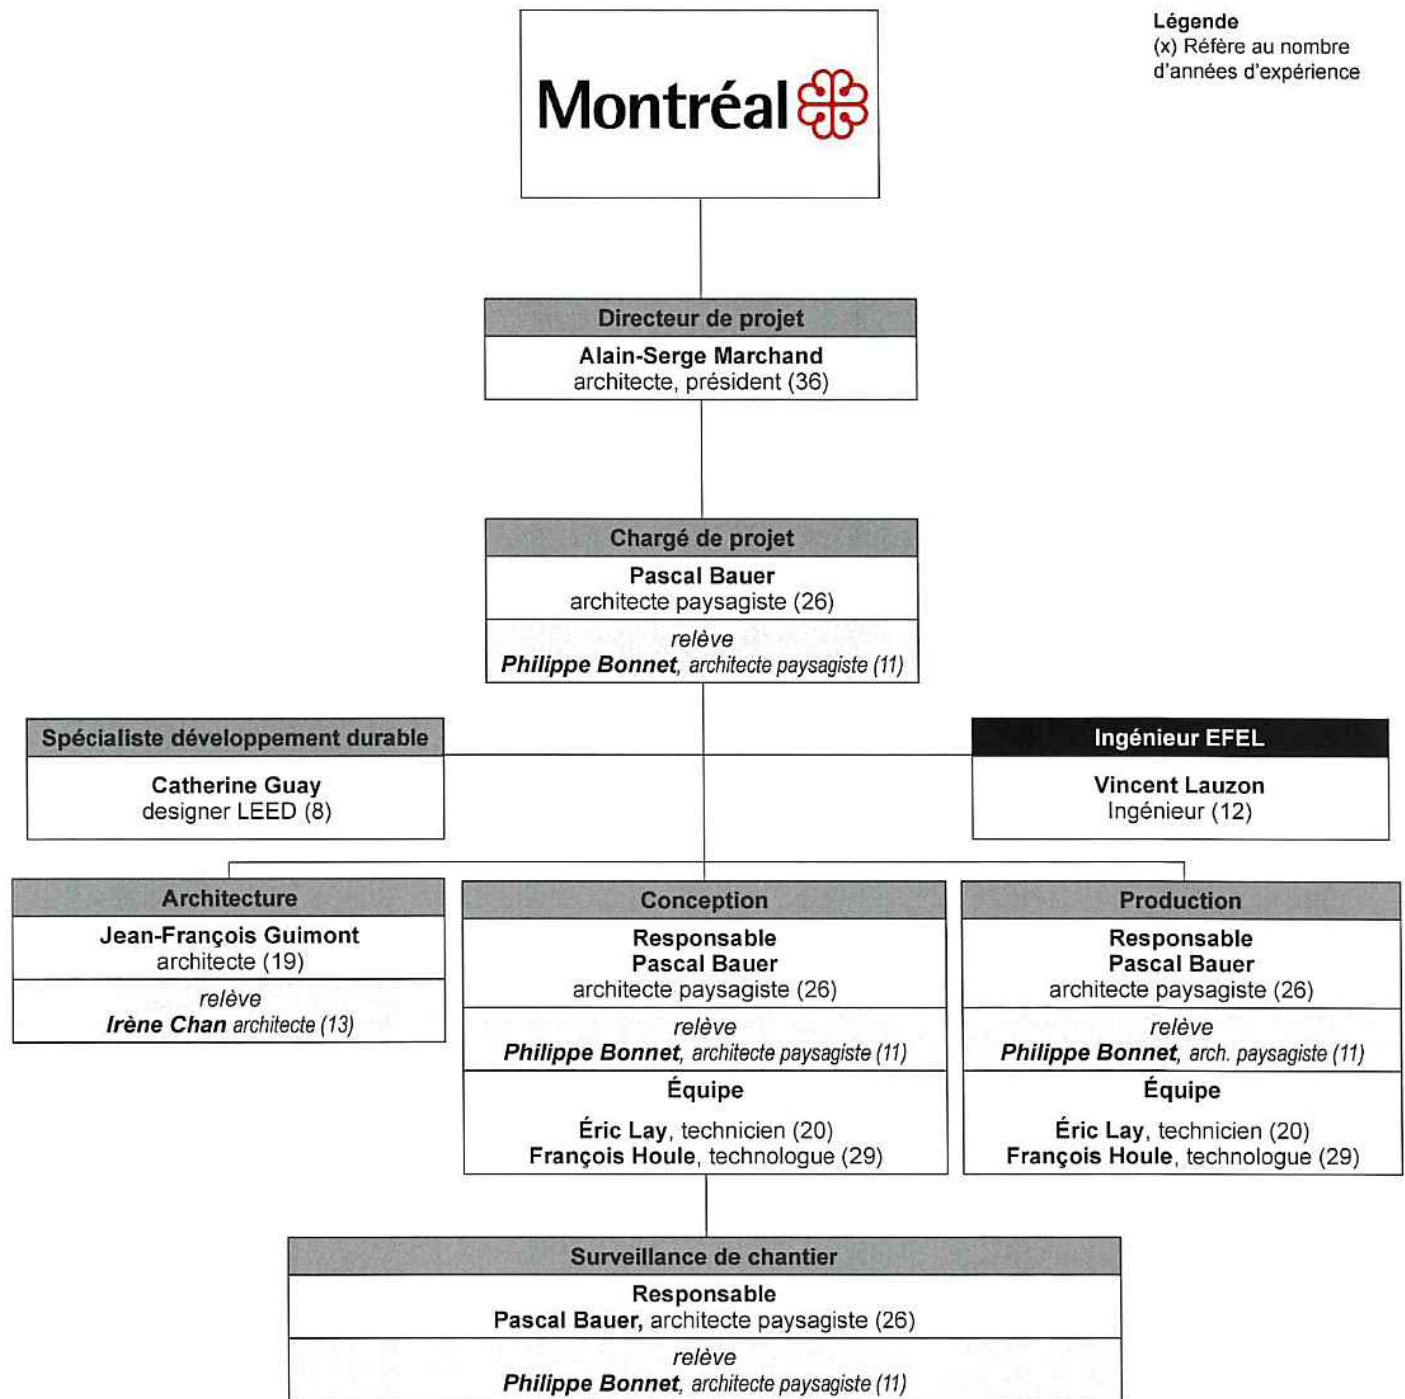 Montréal
Légende
(x) Réfère au nombre
d'années d'expérience
Directeur de projet
Alain-Serge Marchand
architecte, président (36)
Chargé de projet
Pascal Bauer
architecte paysagiste (26)
relève
Philippe Bonnet, architecte paysagiste (11)
Spécialiste développement durable
Catherine Guay
designer LEED (8)
Ingénieur EFEL
Vincent Lauzon
Ingénieur (12)
Architecture
Jean-François Guimont
architecte (19)
relève
Irène Chan architecte (13)
Conception
Responsable
Pascal Bauer
architecte paysagiste (26)
relève
Philippe Bonnet, architecte paysagiste (11)
Équipe
Éric Lay, technicien (20)
François Houle, technologue (29)
Production
Responsable
Pascal Bauer
architecte paysagiste (26)
relève
Philippe Bonnet, arch. paysagiste (11)
Équipe
Éric Lay, technicien (20)
François Houle, technologue (29)
Surveillance de chantier
Responsable
Pascal Bauer, architecte paysagiste (26)
relève
Philippe Bonnet, architecte paysagiste (11)